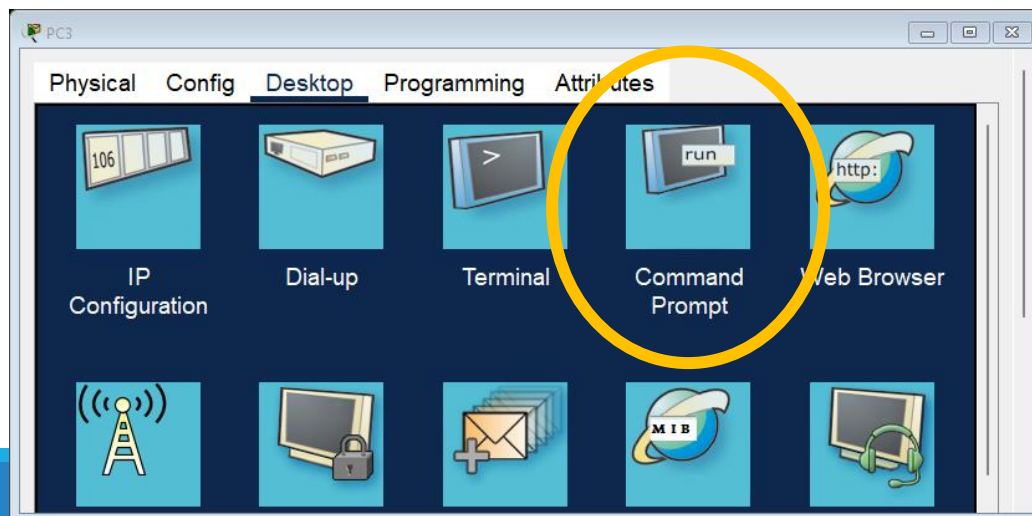 PC3
Physical Config Desktop Programming Attributes
106
>
run
http:
IP
Configuration
Dial-up
Terminal
Command
Prompt
Web Browser
MIB